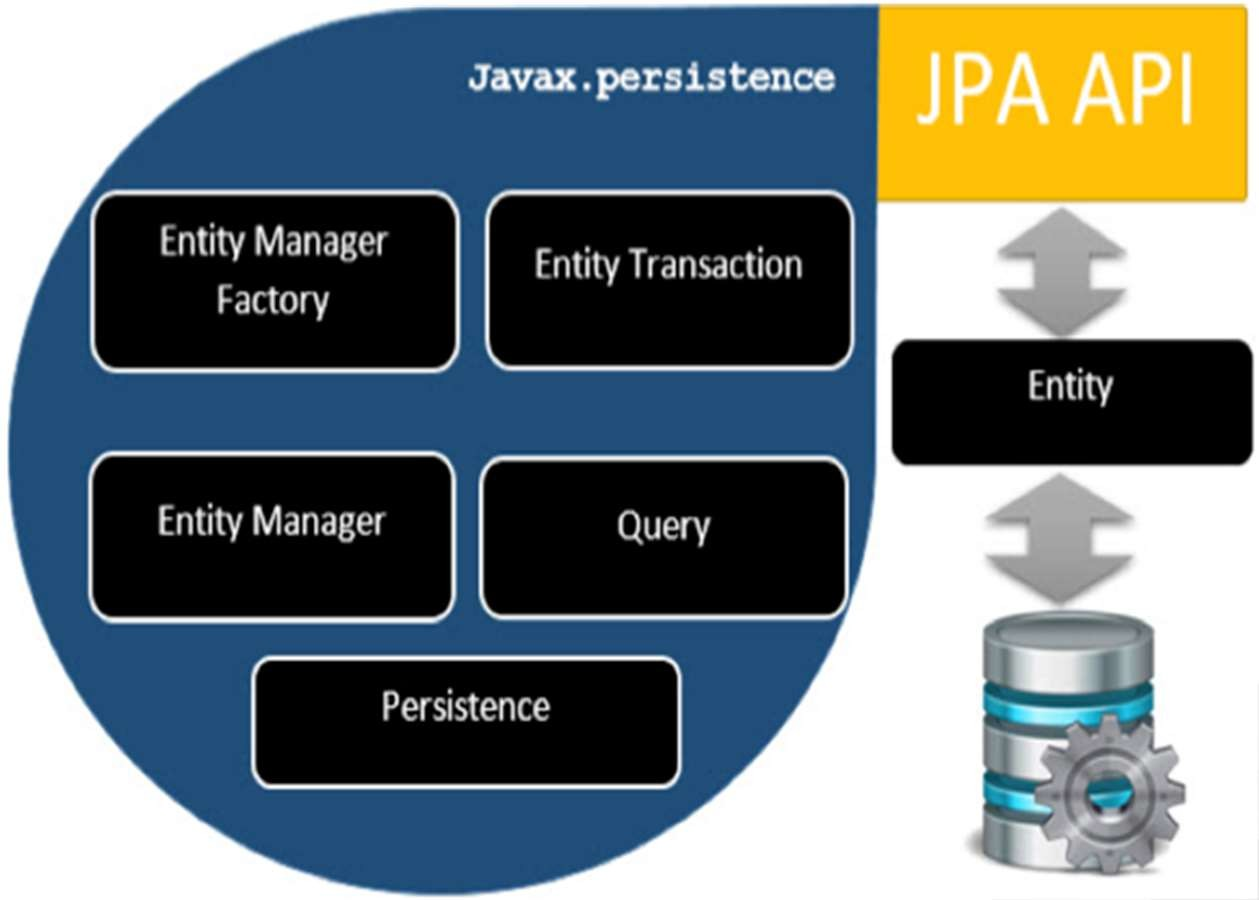 Javax.persistence
JPA API
Entity Manager
Factory
Entity Transaction
Entity
Entity Manager
Query
Persistence